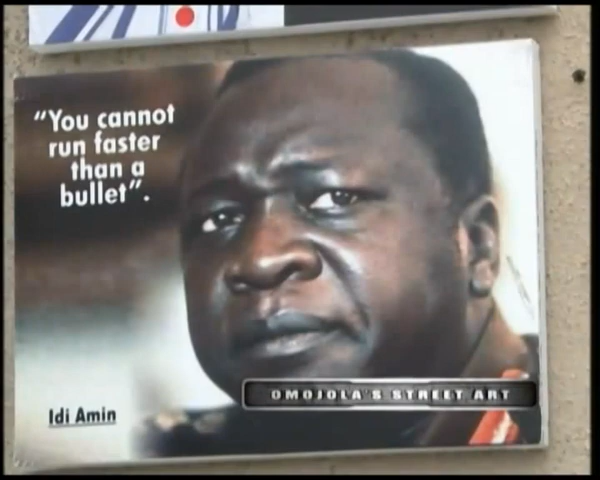 “You cannot
run faster
than a
bullet”.
OMOJOLA'S STREET ART
Idi Amin